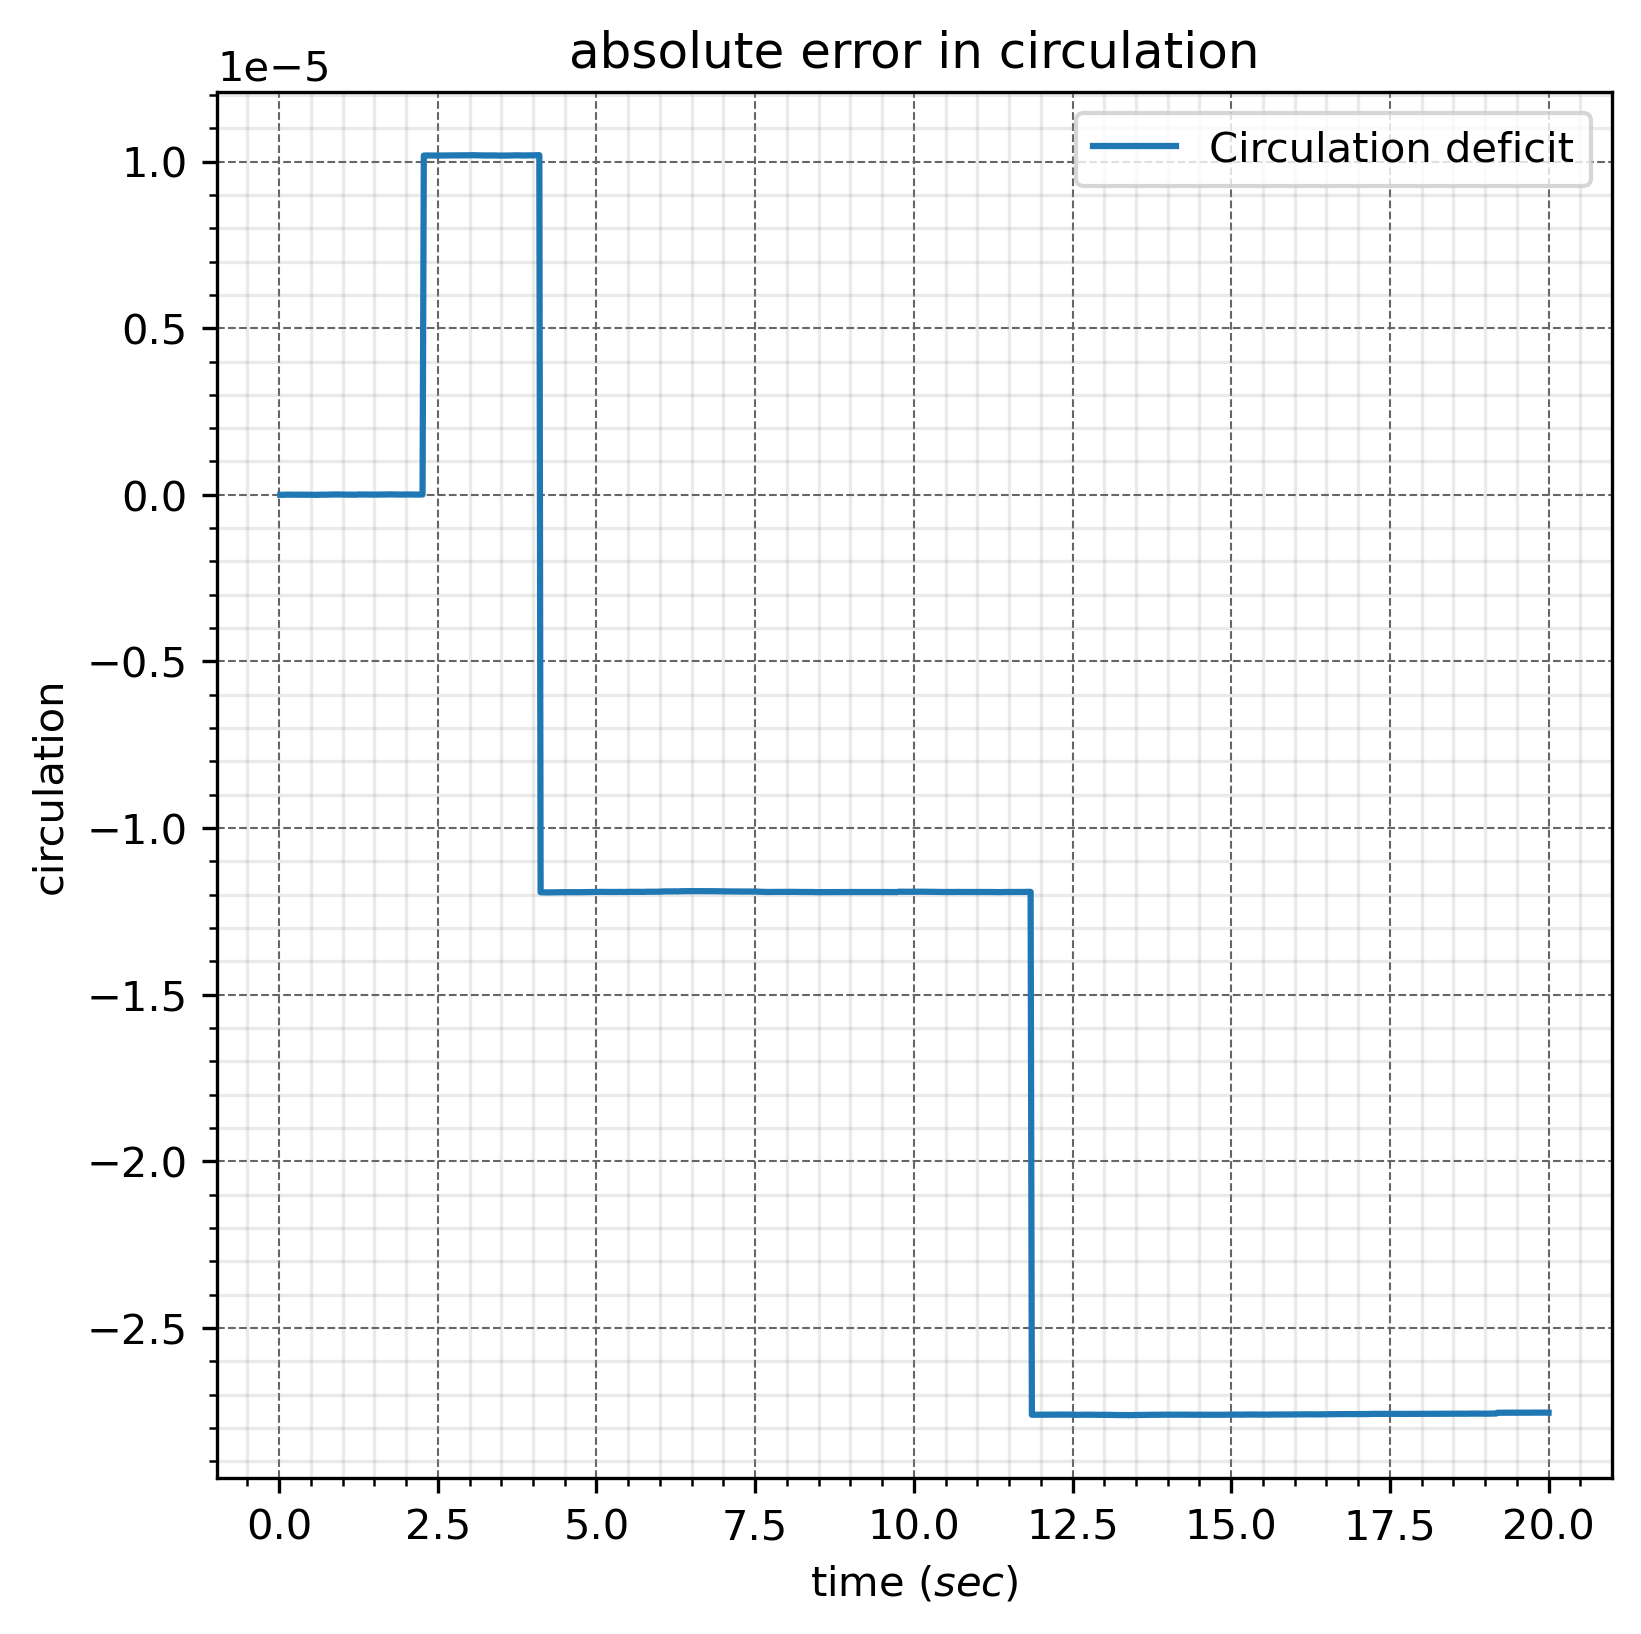 absolute error in circulation
1e−5
Circulation deficit
1.0
0.5
0.0
−0.5
−1.0
−1.5
−2.0
−2.5
circulation
0.0 2.5 5.0 7.5 10.0 12.5 15.0 17.5 20.0
time (sec)